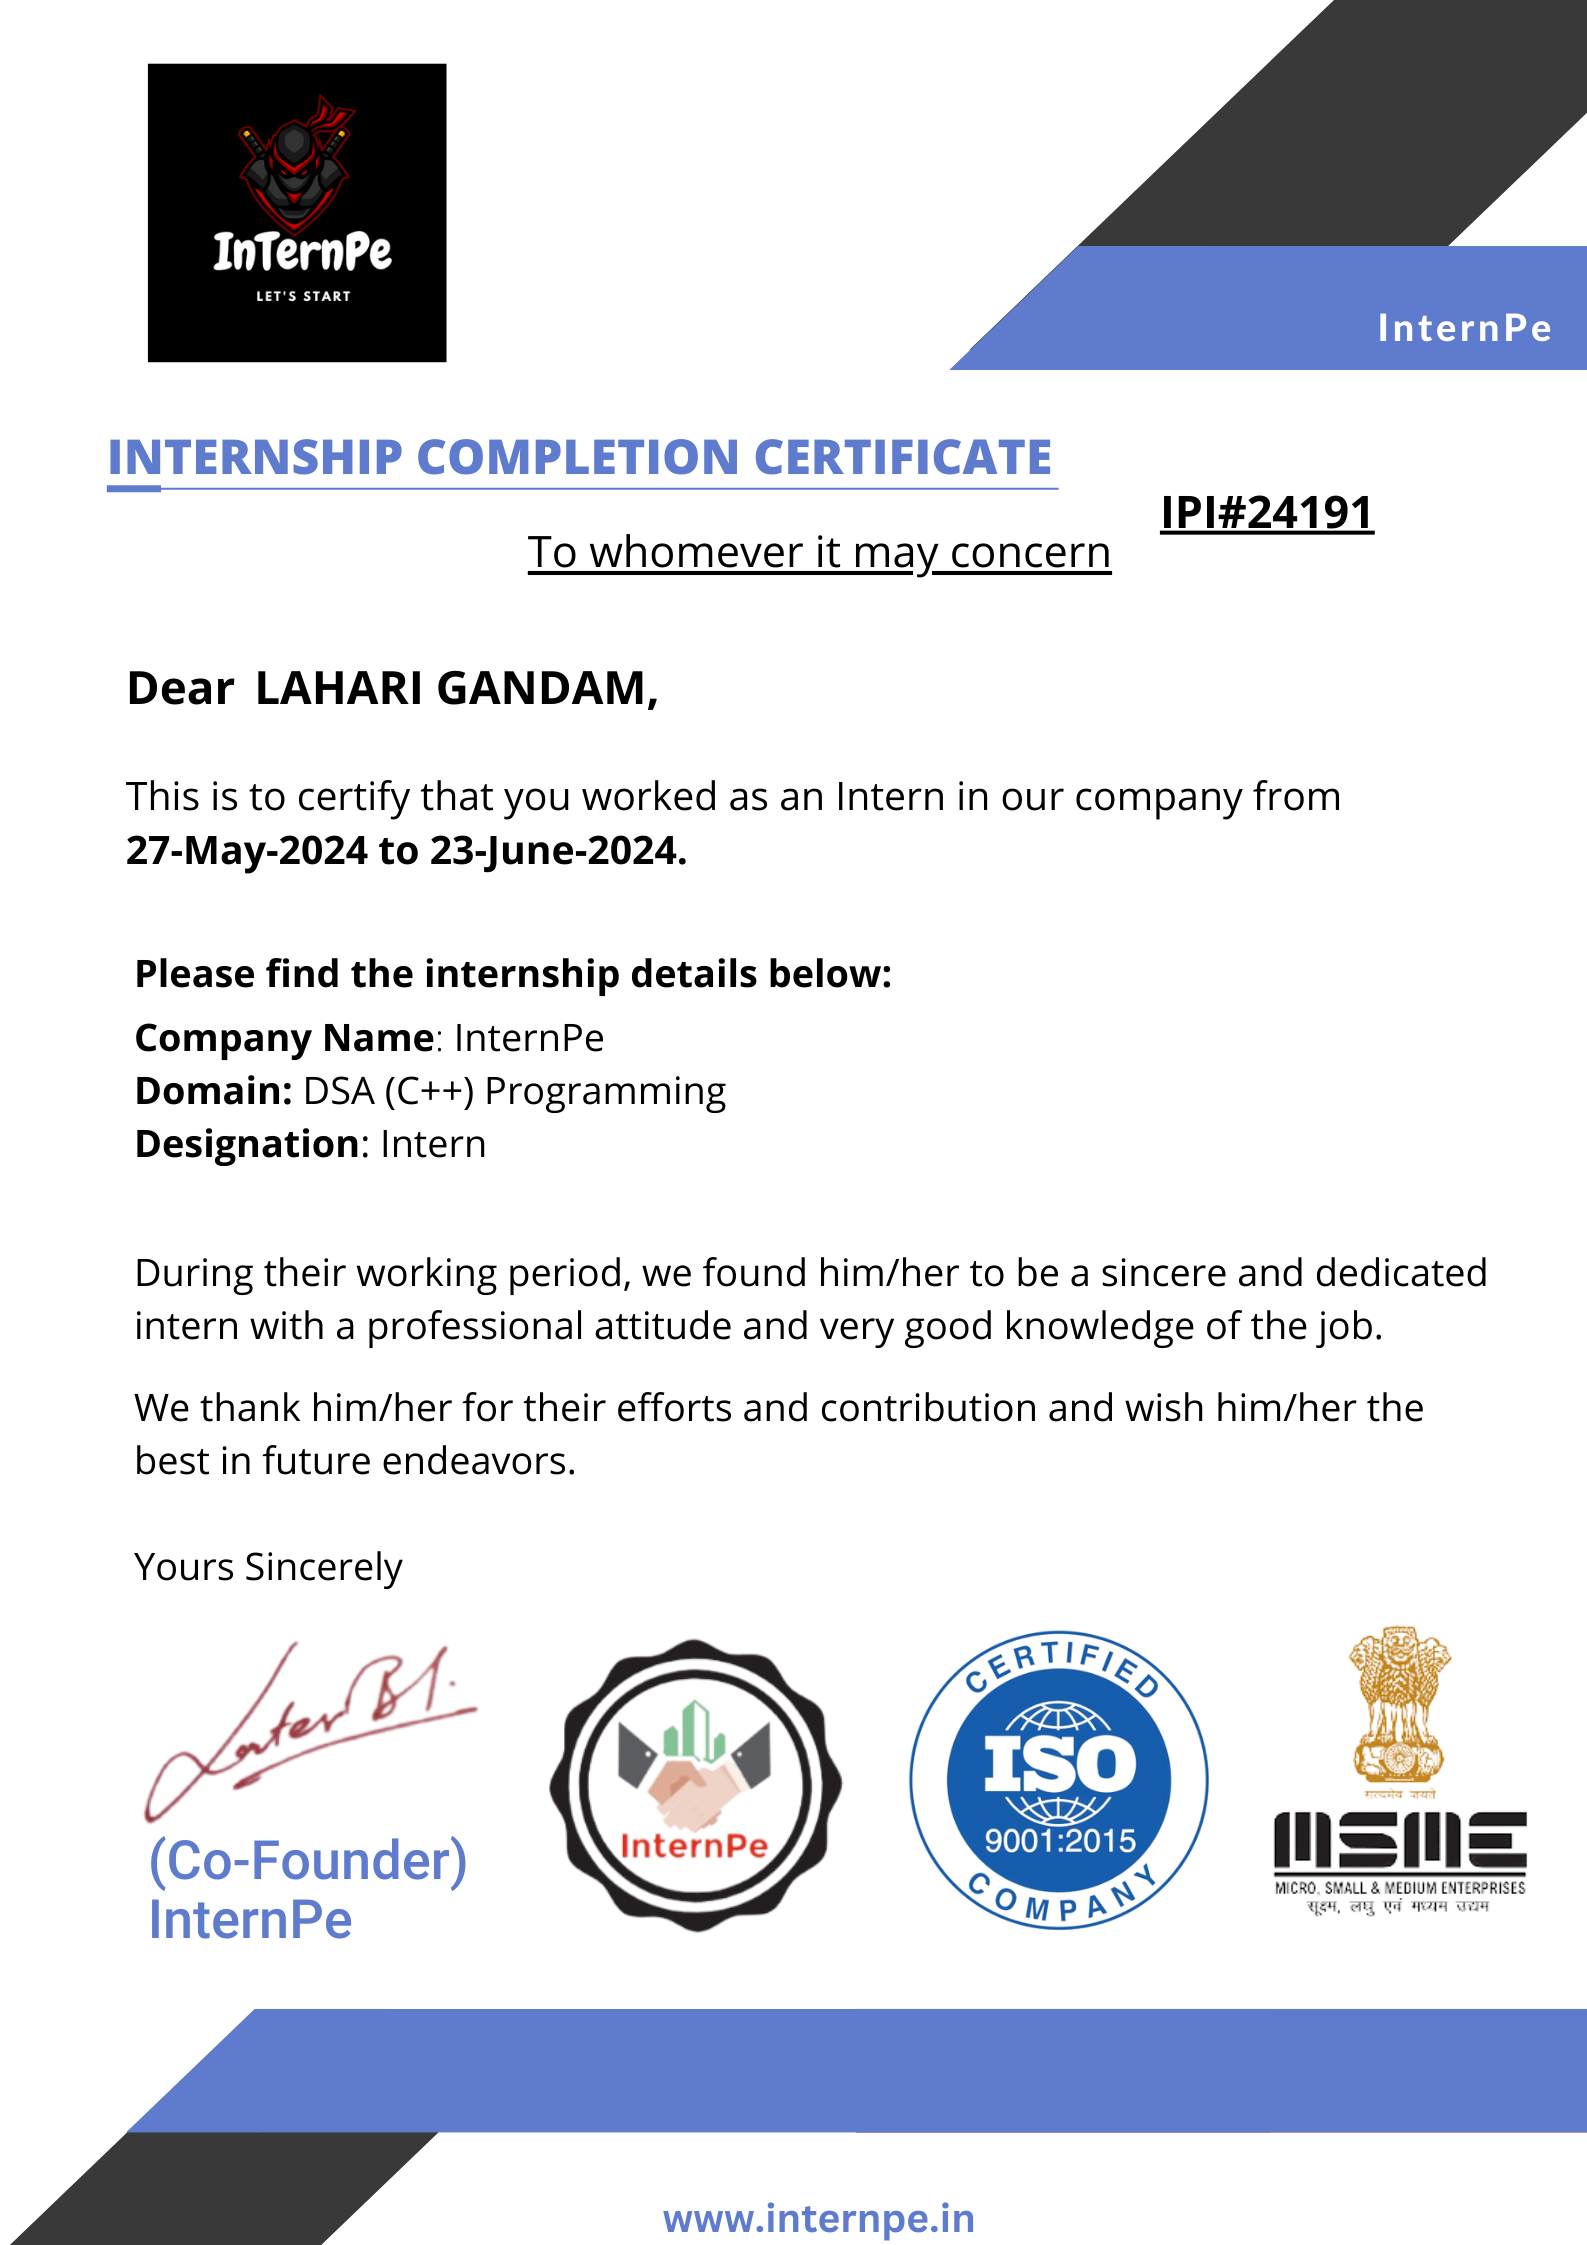 InTernPe
LET'S START
InternPe
INTERNSHIP COMPLETION CERTIFICATE
IPI#24191
To whomever it may concern
Dear LAHARI GANDAM,
This is to certify that you worked as an Intern in our company from
27-May-2024 to 23-June-2024.
Please find the internship details below:
Company Name: InternPe
Domain: DSA (C++) Programming
Designation: Intern
During their working period, we found him/her to be a sincere and dedicated
intern with a professional attitude and very good knowledge of the job.
We thank him/her for their efforts and contribution and wish him/her the
best in future endeavors.
Yours Sincerely
(Co-Founder)
InternPe
InternPe
CERTIFIED
ISO
9001:2015
COMPANY
सत्यमेव जयते
MSME
MICRO, SMALL & MEDIUM ENTERPRISES
सूक्ष्म, लघु एवं मध्यम उद्यम
www.internpe.in